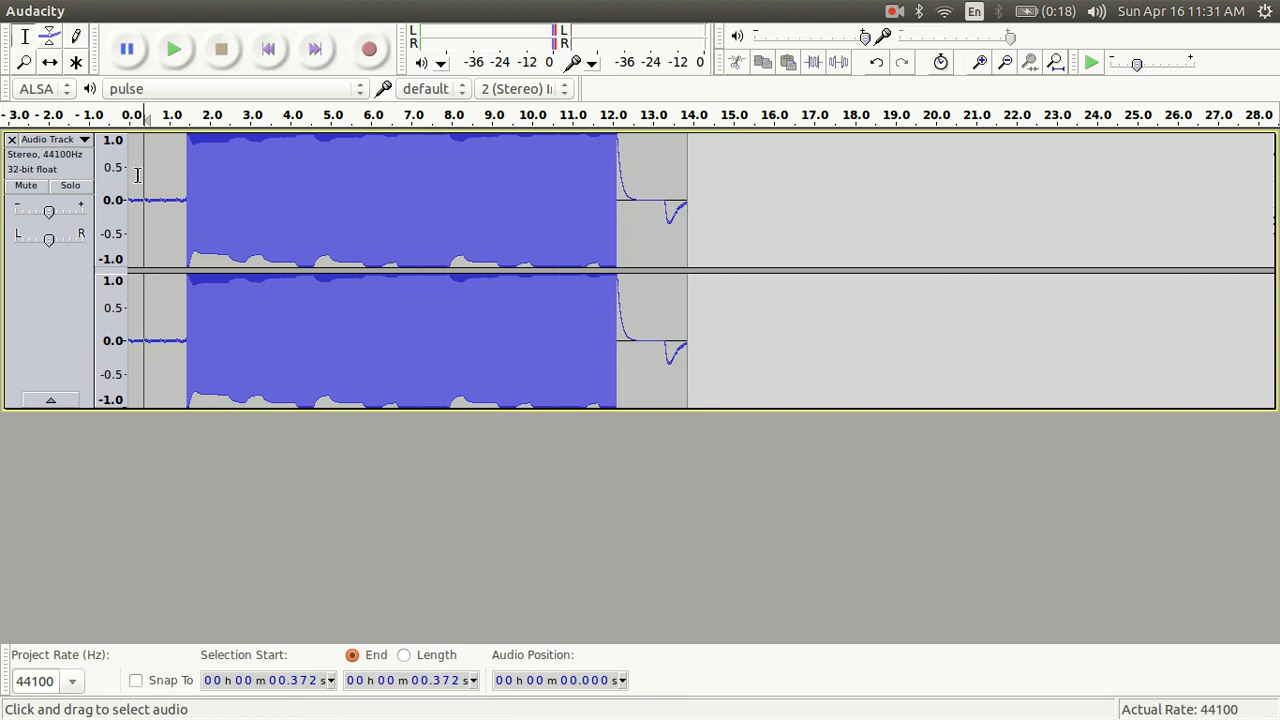 Audacity
En
(0:18)
Sun Apr 16 11:31 AM
L
R
-36 -24 -12 0
L
R
-36 -24 -12 0
ALSA
pulse
default
2 (Stereo) I
- 3.0 - 2.0 - 1.0 0.0 1.0 2.0 3.0 4.0 5.0 6.0 7.0 8.0 9.0 10.0 11.0 12.0 13.0 14.0 15.0 16.0 17.0 18.0 19.0 20.0 21.0 22.0 23.0 24.0 25.0 26.0 27.0 28.0
Audio Track
Stereo, 44100Hz
32-bit float
Mute Solo
- +
L R
1.0
0.5
0.0
-0.5
-1.0
1.0
0.5
0.0
-0.5
-1.0
Project Rate (Hz): Selection Start: End Length Audio Position:
44100 Snap To 00 h 00 m 00.372 s 00 h 00 m 00.372 s 00 h 00 m 00.000 s
Click and drag to select audio
Actual Rate: 44100